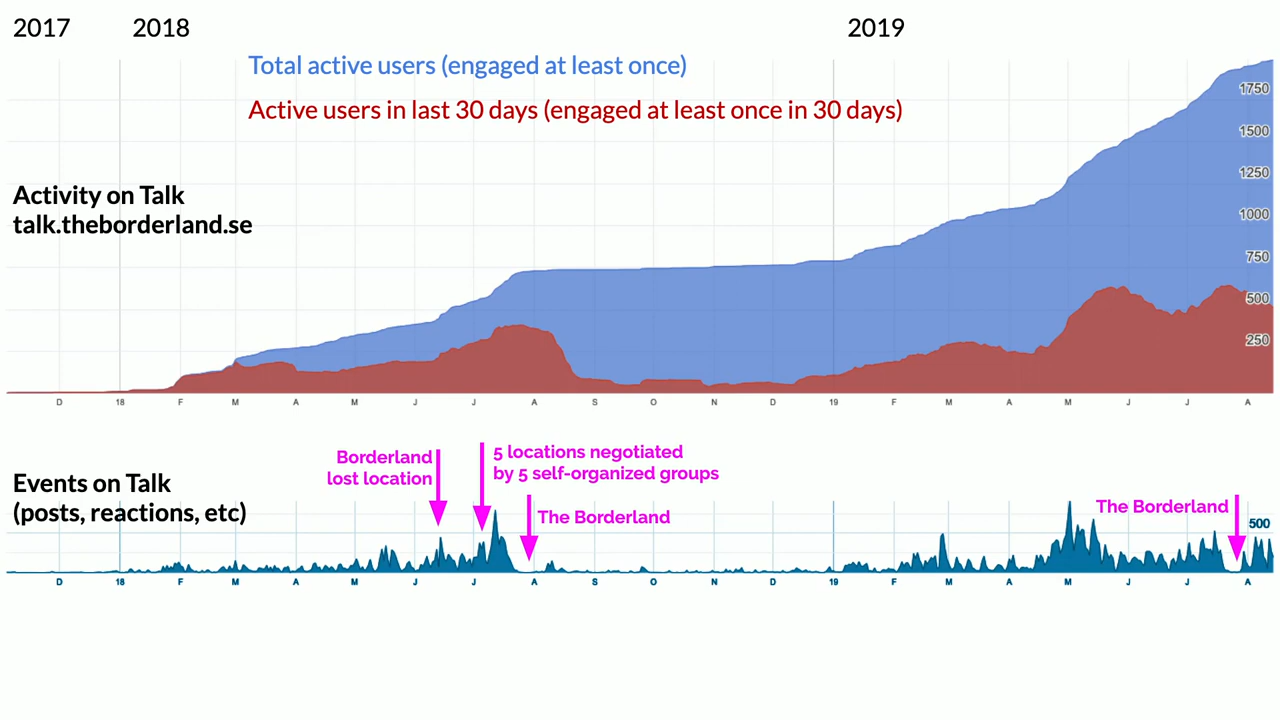 2017 2018 2019
Total active users (engaged at least once)
Active users in last 30 days (engaged at least once in 30 days)
1750
1500
Activity on Talk
talk.theborderland.se
1250
1000
750
500
250
D 18 F M A M J J A S O N D 19 F M A M J J A
Borderland
lost location
5 locations negotiated
by 5 self-organized groups
Events on Talk
(posts, reactions, etc)
The Borderland
The Borderland
500
D 18 F M A M J J A S O N D 19 F M A M J J A